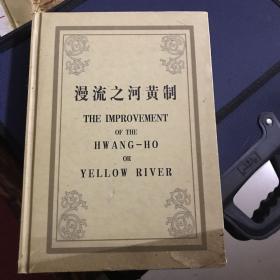 漫流之河黄制
THE IMPROVEMENT
OF THE
HWANG-HO
OR
YELLOW RIVER